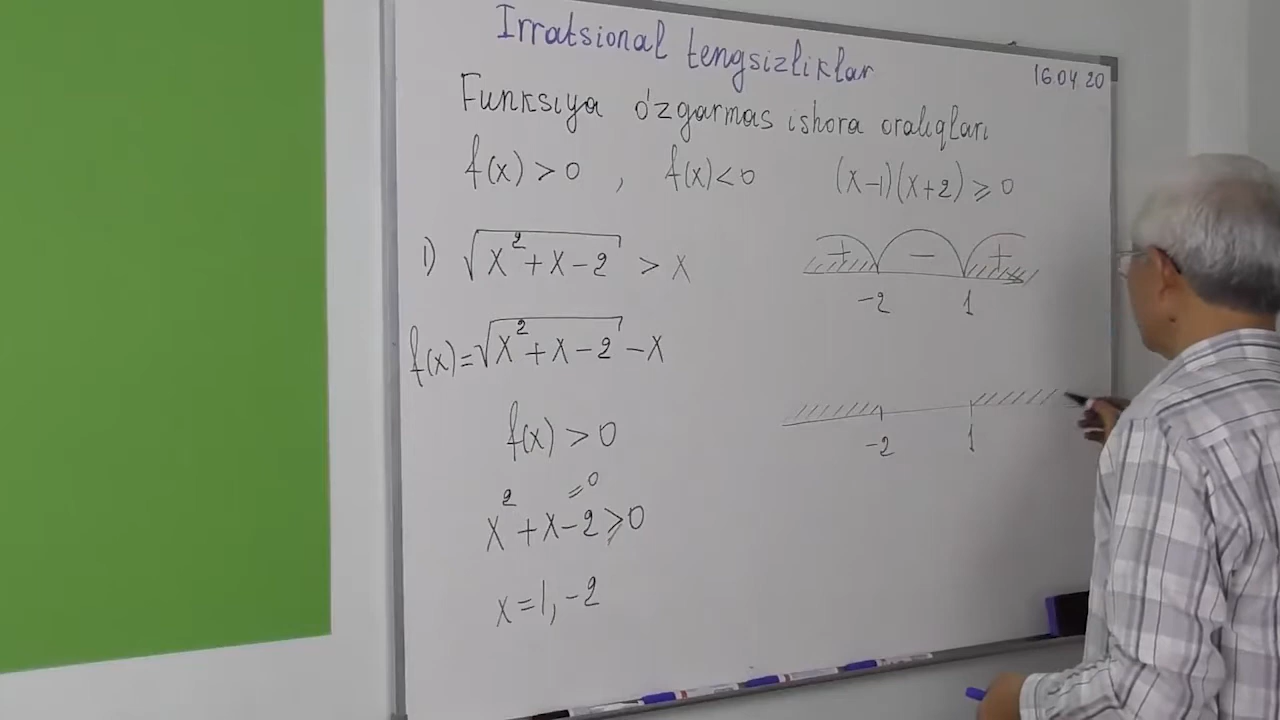 Irratsional tengsizliklar
16.04 20
Funksiya o'zgarmas ishora oraliqlari
f(x) > 0 , f(x) < 0 (x-1)(x+2) ⩾ 0
1) √(x²+x-2) > x
+ - +
-2 1
f(x)=√(x²+x-2) -x
f(x) > 0
-2 1
= 0
x²+x-2⩾0
x=1, -2